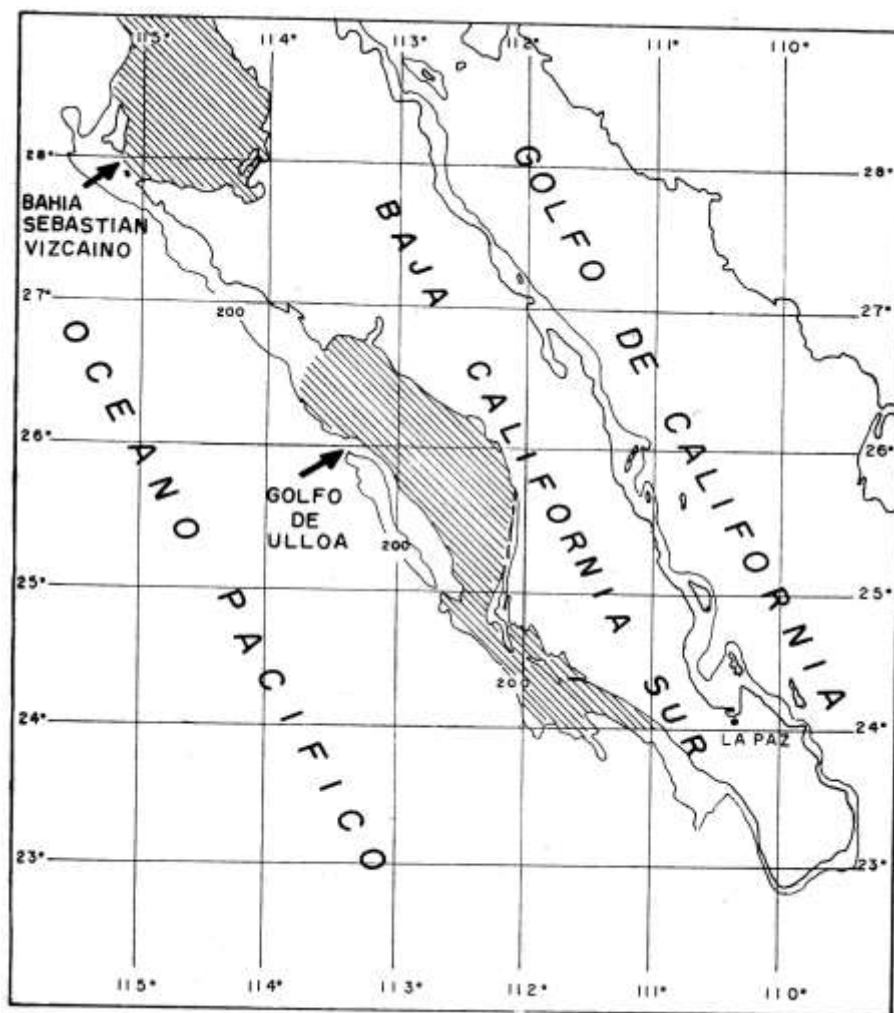 115° 114° 113° 112° 111° 110°
28° 28°
BAHIA
SEBASTIAN
VIZCAINO
27° 27°
200
26° 26°
GOLFO
DE
ULLOA
200
25° 25°
200
24° 24°
LA PAZ
23° 23°
OCEANO PACIFICO
BAJA CALIFORNIA SUR
GOLFO DE CALIFORNIA
115° 114° 113° 112° 111° 110°